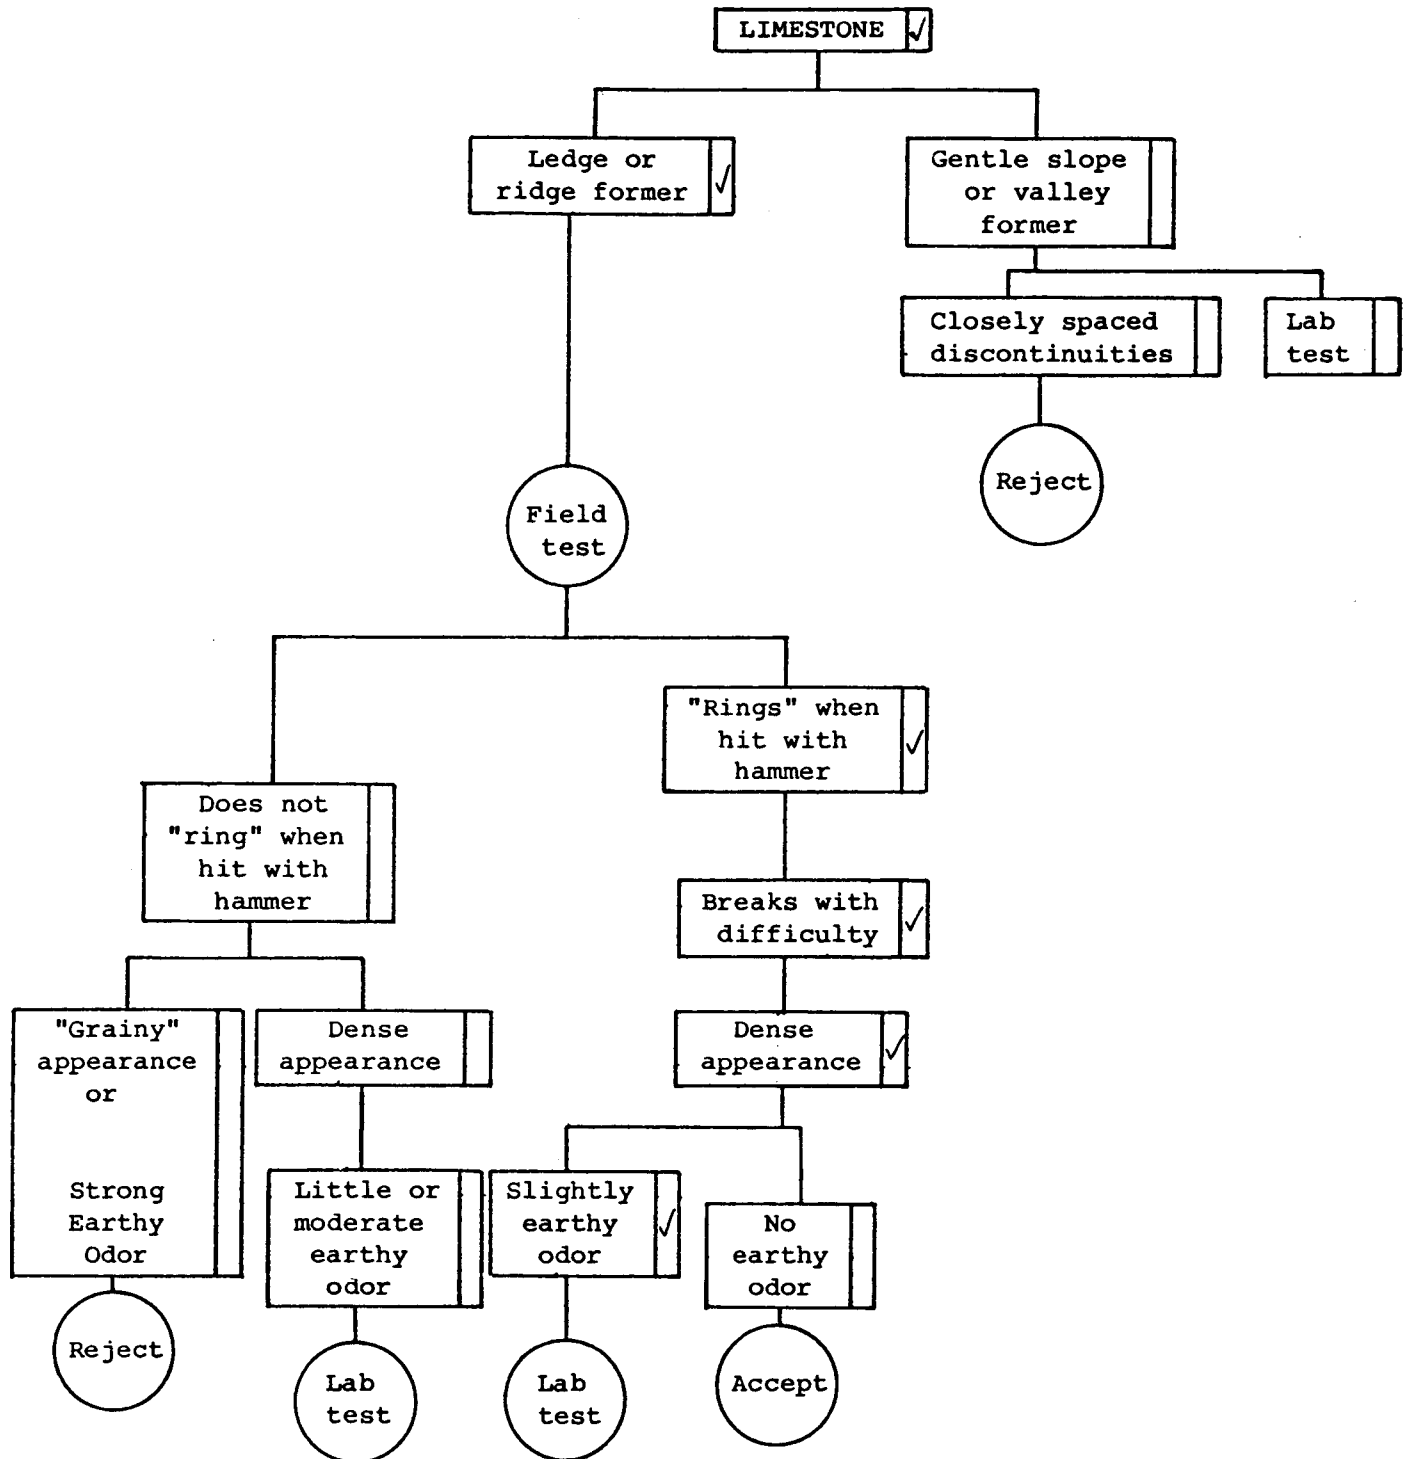 LIMESTONE ✓
Ledge or
ridge former ✓
Gentle slope
or valley
former
Closely spaced
discontinuities
Lab
test
Reject
Field
test
"Rings" when
hit with
hammer ✓
Does not
"ring" when
hit with
hammer
Breaks with
difficulty ✓
"Grainy"
appearance
or
Strong
Earthy
Odor
Dense
appearance
Dense
appearance ✓
Little or
moderate
earthy
odor
Slightly
earthy
odor ✓
No
earthy
odor
Reject
Lab
test
Lab
test
Accept